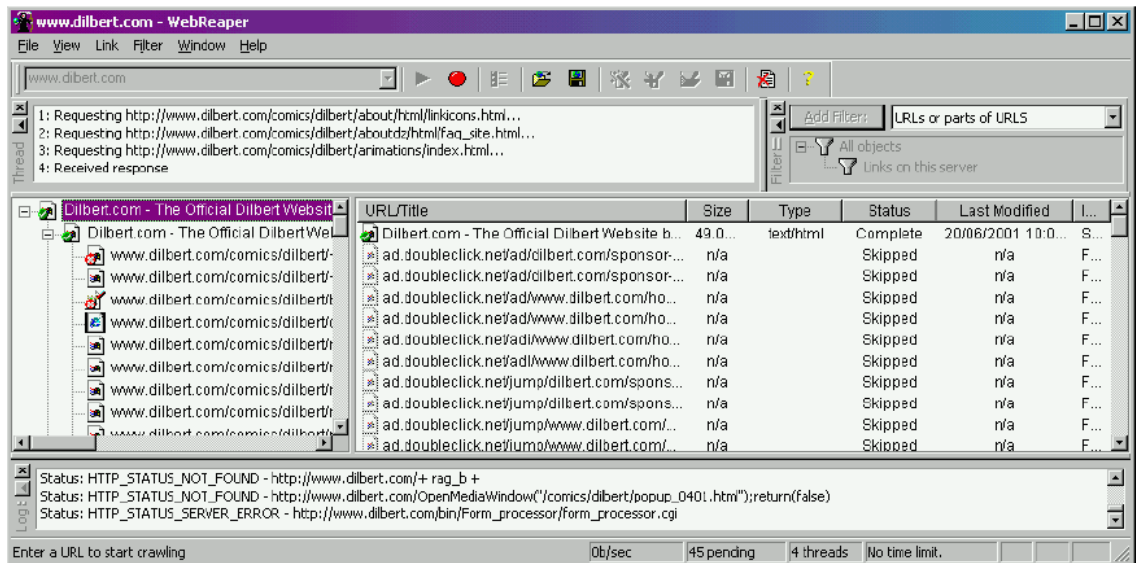 www.dilbert.com - WebReaper
File View Link Filter Window Help
www.dilbert.com
1: Requesting http://www.dilbert.com/comics/dilbert/about/html/linkicons.html...
2: Requesting http://www.dilbert.com/comics/dilbert/aboutdz/html/faq_site.html...
3: Requesting http://www.dilbert.com/comics/dilbert/animations/index.html...
4: Received response
Thread
Add Filter: URLs or parts of URLS
All objects
Links on this server
Filter
Dilbert.com - The Official Dilbert Websit
Dilbert.com - The Official Dilbert Wel
www.dilbert.com/comics/dilbert/-
www.dilbert.com/comics/dilbert/-
www.dilbert.com/comics/dilbert/
www.dilbert.com/comics/dilbert/
www.dilbert.com/comics/dilbert/
www.dilbert.com/comics/dilbert/
www.dilbert.com/comics/dilbert/
www.dilbert.com/comics/dilbert/
www.dilbert.com/comics/dilbert/
URL/Title Size Type Status Last Modified I...
Dilbert.com - The Official Dilbert Website b... 49.0... text/html Complete 20/06/2001 10:0... S...
ad.doubleclick.net/ad/dilbert.com/sponsor-... n/a Skipped n/a F...
ad.doubleclick.net/ad/dilbert.com/sponsor-... n/a Skipped n/a F...
ad.doubleclick.net/ad/www.dilbert.com/ho... n/a Skipped n/a F...
ad.doubleclick.net/ad/www.dilbert.com/ho... n/a Skipped n/a F...
ad.doubleclick.net/adi/www.dilbert.com/ho... n/a Skipped n/a F...
ad.doubleclick.net/adi/www.dilbert.com/ho... n/a Skipped n/a F...
ad.doubleclick.net/jump/dilbert.com/spons... n/a Skipped n/a F...
ad.doubleclick.net/jump/dilbert.com/spons... n/a Skipped n/a F...
ad.doubleclick.net/jump/www.dilbert.com/... n/a Skipped n/a F...
ad.doubleclick.net/jump/www.dilbert.com/... n/a Skipped n/a F...
Log
Status: HTTP_STATUS_NOT_FOUND - http://www.dilbert.com/+ rag_b +
Status: HTTP_STATUS_NOT_FOUND - http://www.dilbert.com/OpenMediaWindow("/comics/dilbert/popup_0401.html");return(false)
Status: HTTP_STATUS_SERVER_ERROR - http://www.dilbert.com/bin/Form_processor/form_processor.cgi
Enter a URL to start crawling 0b/sec 45 pending 4 threads No time limit.